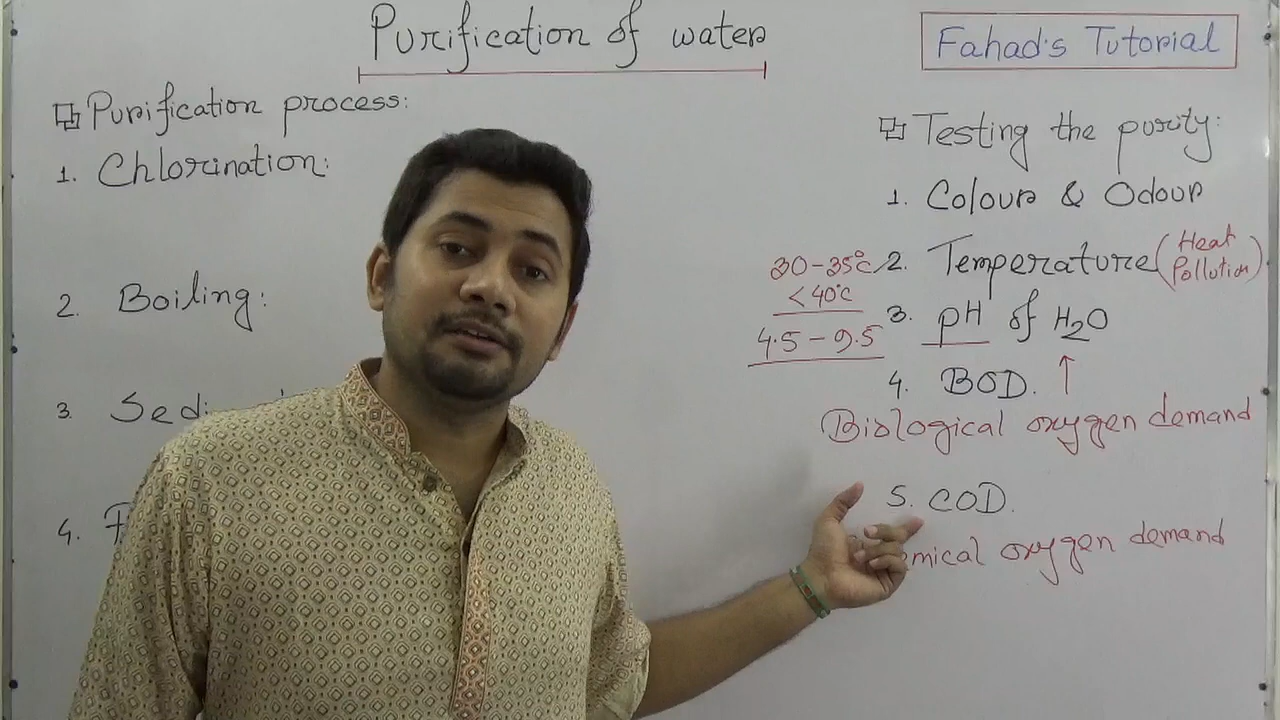 Purification of water
Fahad's Tutorial
Purification process:
1. Chlorination:
2. Boiling:
3
4.
Testing the purity:
1. Colour & Odour
2. Temperature (Heat Pollution)
30-35°C
<40°C
3. pH of H2O
4.5 - 9.5
4. BOD.
Biological oxygen demand
5. COD.
oxygen demand